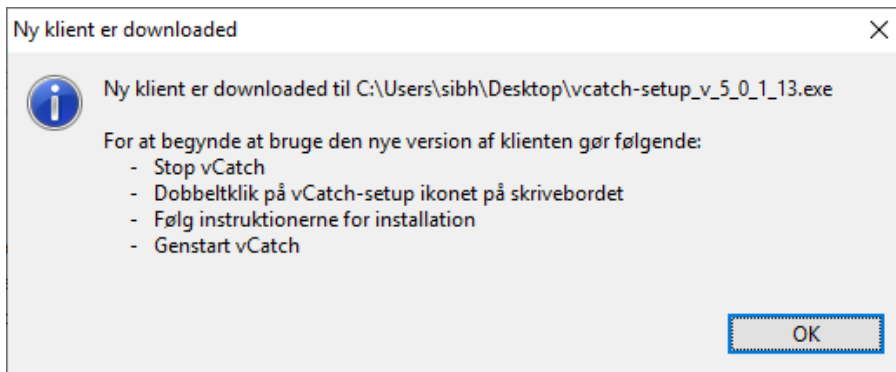 Ny klient er downloaded
Ny klient er downloaded til C:\Users\sibh\Desktop\vcatch-setup_v_5_0_1_13.exe
For at begynde at bruge den nye version af klienten gør følgende:
- Stop vCatch
- Dobbeltklik på vCatch-setup ikonet på skrivebordet
- Følg instruktionerne for installation
- Genstart vCatch
OK